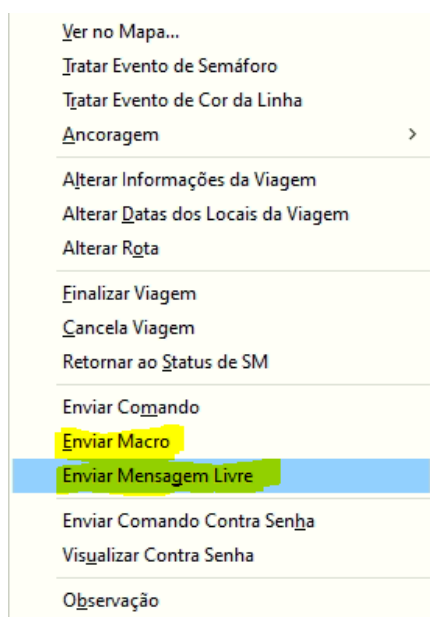 Ver no Mapa...
Tratar Evento de Semáforo
Tratar Evento de Cor da Linha
Ancoragem
Alterar Informações da Viagem
Alterar Datas dos Locais da Viagem
Alterar Rota
Finalizar Viagem
Cancela Viagem
Retornar ao Status de SM
Enviar Comando
Enviar Macro
Enviar Mensagem Livre
Enviar Comando Contra Senha
Visualizar Contra Senha
Observação